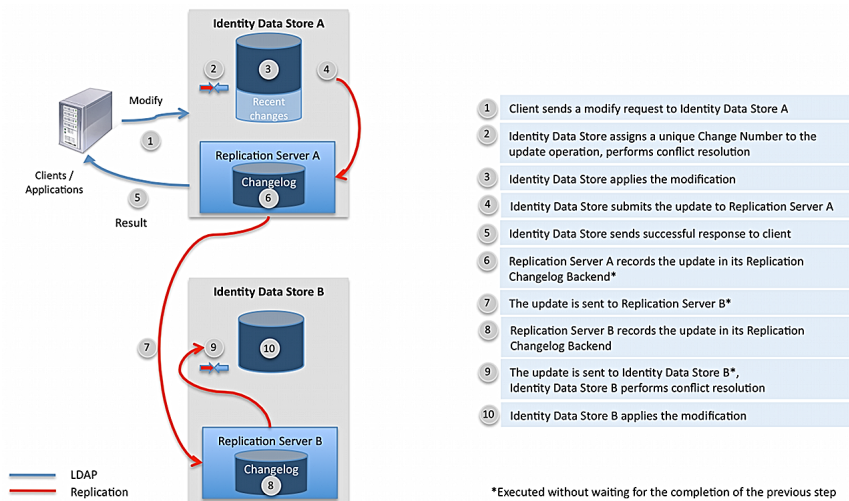 Identity Data Store A
2
3
4
Recent
changes
Modify
1
Clients /
Applications
5
Result
Replication Server A
Changelog
6
Identity Data Store B
7
9
10
Replication Server B
Changelog
8
LDAP
Replication
1 Client sends a modify request to Identity Data Store A
2 Identity Data Store assigns a unique Change Number to the
update operation, performs conflict resolution
3 Identity Data Store applies the modification
4 Identity Data Store submits the update to Replication Server A
5 Identity Data Store sends successful response to client
6 Replication Server A records the update in its Replication
Changelog Backend*
7 The update is sent to Replication Server B*
8 Replication Server B records the update in its Replication
Changelog Backend
9 The update is sent to Identity Data Store B*,
Identity Data Store B performs conflict resolution
10 Identity Data Store B applies the modification
*Executed without waiting for the completion of the previous step